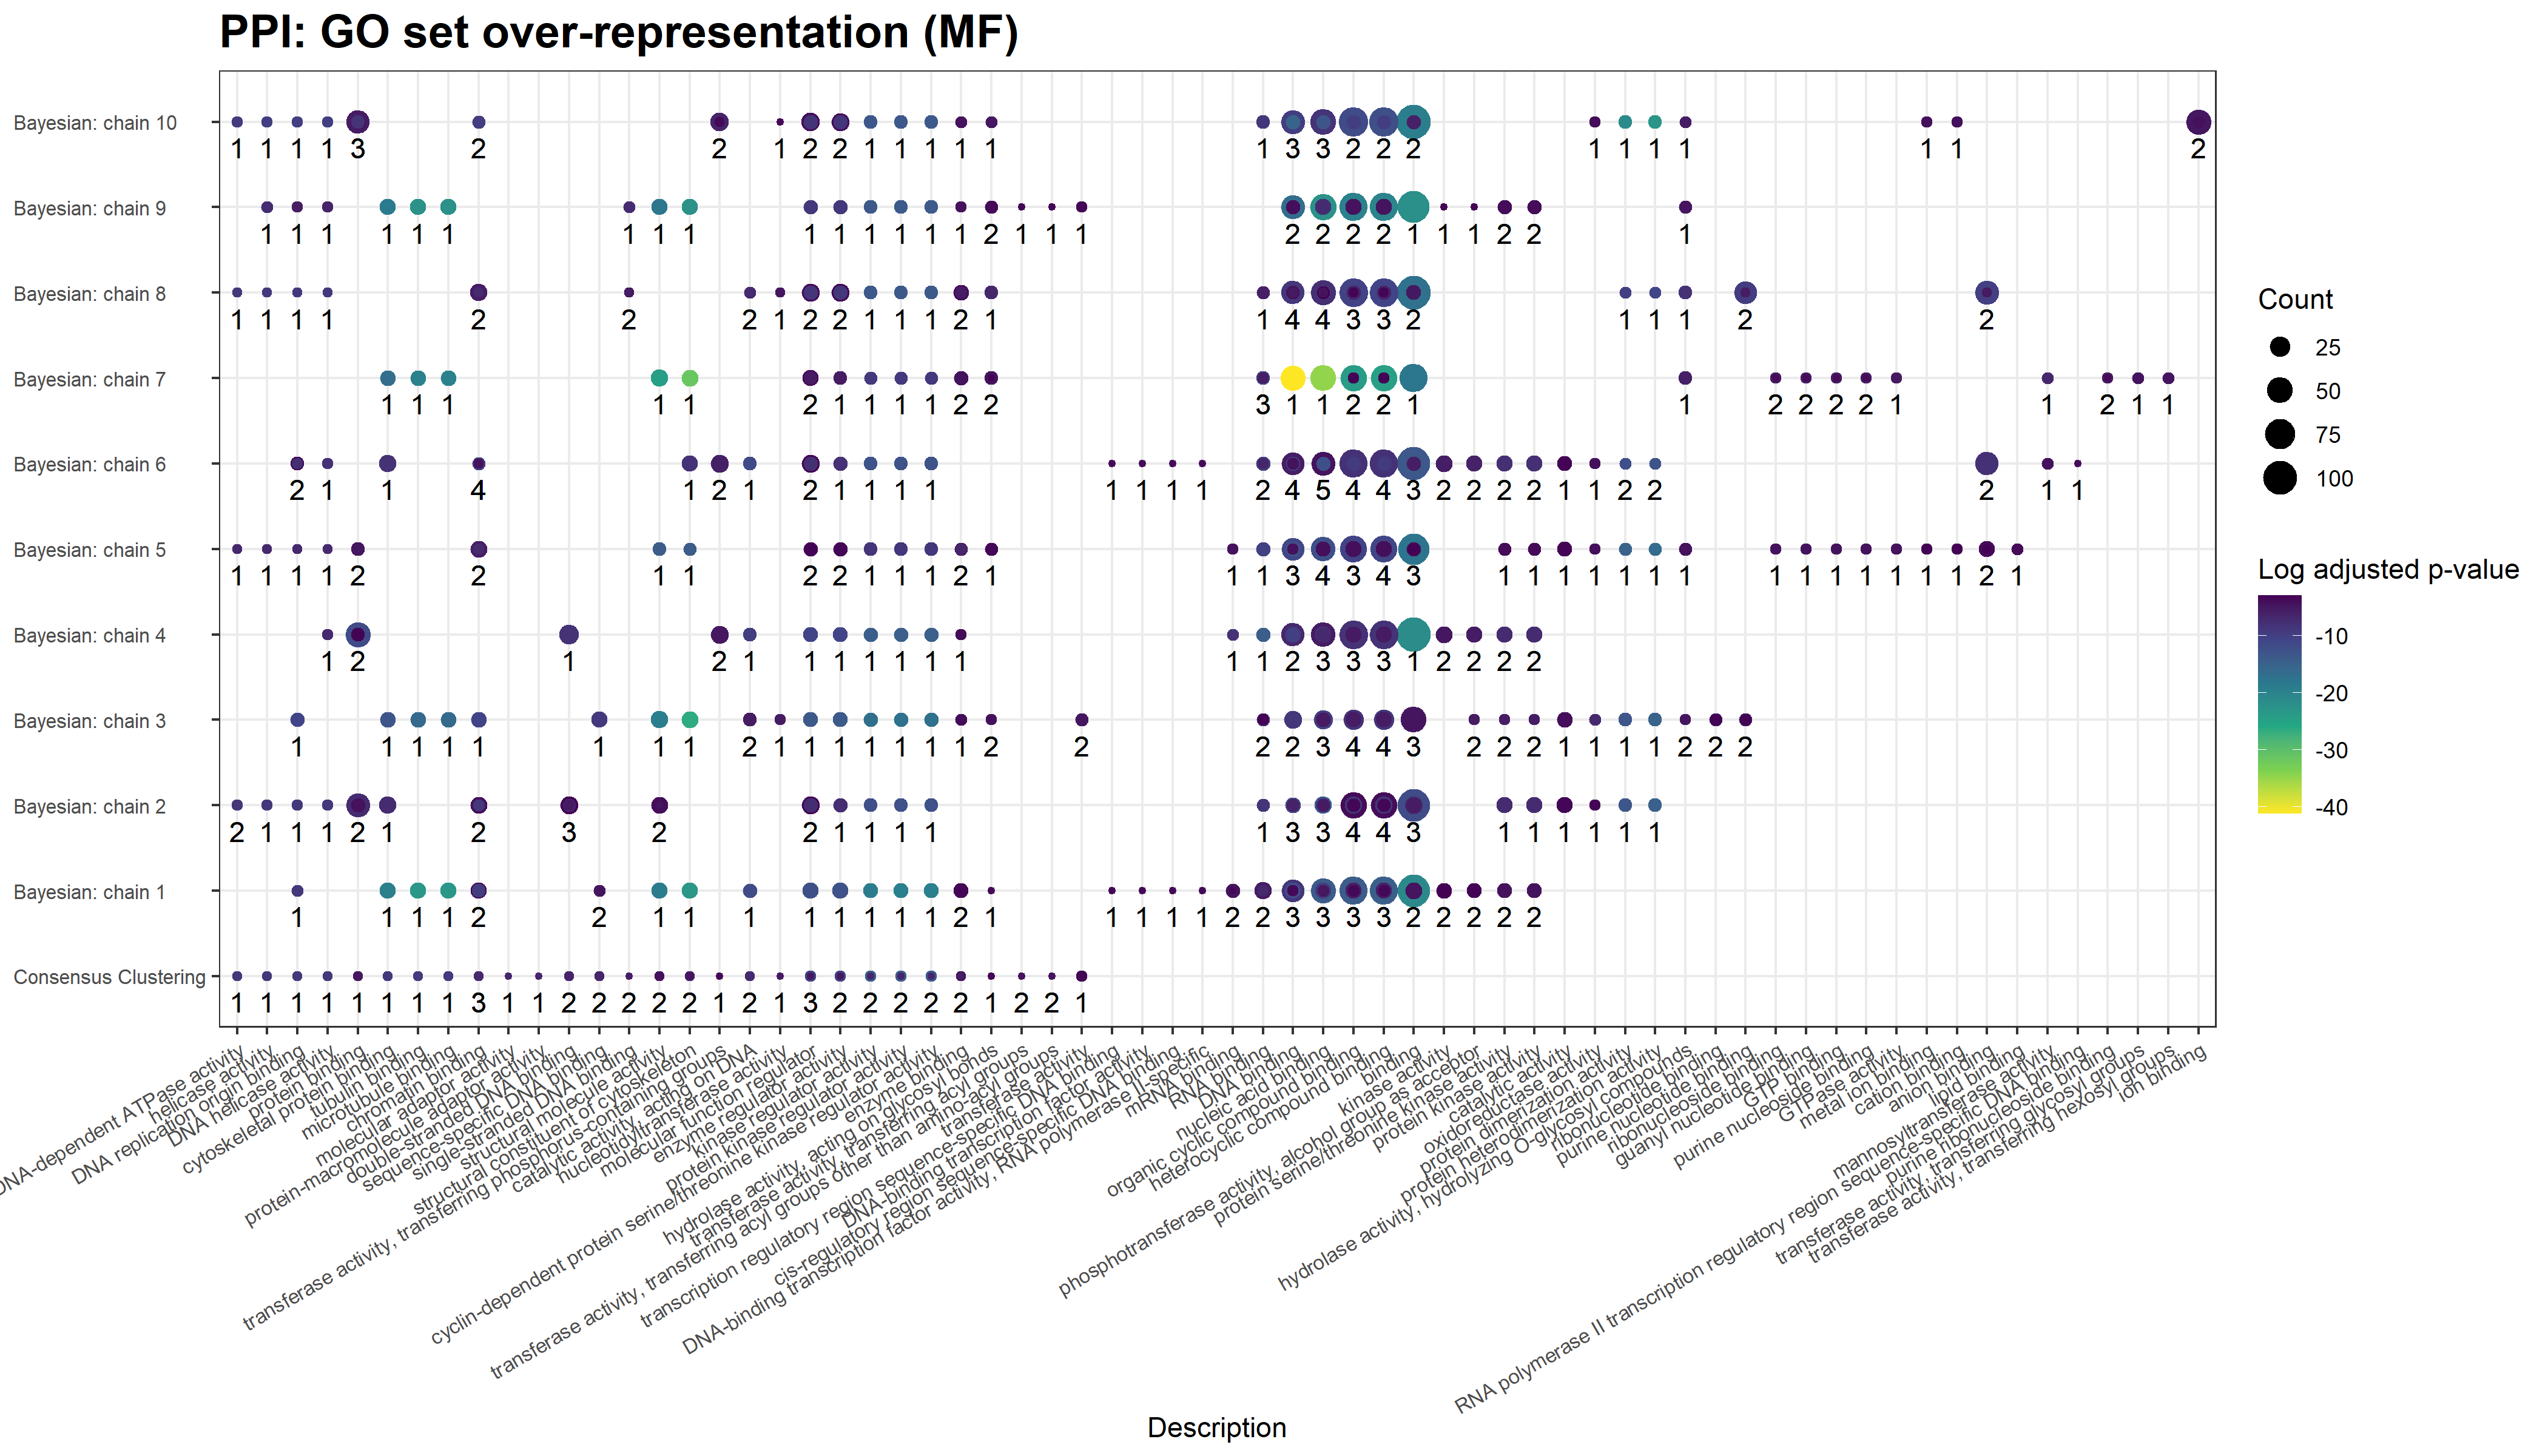 PPI: GO set over-representation (MF)
Bayesian: chain 10
1 1 1 1 3 2 2 1 2 2 1 1 1 1 1 1 3 3 2 2 2 1 1 1 1 1 1 2
Bayesian: chain 9
1 1 1 1 1 1 1 1 1 1 1 1 1 1 1 2 1 1 1 2 2 2 2 1 1 1 2 2 1
Bayesian: chain 8
1 1 1 1 2 2 2 1 2 2 1 1 1 2 1 1 4 4 3 3 2 1 1 1 2 2
Bayesian: chain 7
1 1 1 1 1 2 1 1 1 1 2 2 3 1 1 2 2 1 1 2 2 2 2 1 1 2 1 1
Bayesian: chain 6
2 1 1 4 1 2 1 2 1 1 1 1 1 1 1 1 2 4 5 4 4 3 2 2 2 2 1 1 2 2 2 1 1
Bayesian: chain 5
1 1 1 1 2 2 1 1 2 2 1 1 1 2 1 1 1 3 4 3 4 3 1 1 1 1 1 1 1 1 1 1 1 1 1 1 2 1
Bayesian: chain 4
1 2 1 2 1 1 1 1 1 1 1 1 1 2 3 3 3 1 2 2 2 2
Bayesian: chain 3
1 1 1 1 1 1 1 1 2 1 1 1 1 1 1 1 2 2 2 2 3 4 4 3 2 2 2 1 1 1 1 2 2 2
Bayesian: chain 2
2 1 1 1 2 1 2 3 2 2 1 1 1 1 1 3 3 4 4 3 1 1 1 1 1 1
Bayesian: chain 1
1 1 1 1 2 2 1 1 1 1 1 1 1 1 2 1 1 1 1 1 2 2 3 3 3 3 2 2 2 2 2
Consensus Clustering
1 1 1 1 1 1 1 1 3 1 1 2 2 2 2 2 1 2 1 3 2 2 2 2 2 1 2 2 1
DNA-dependent ATPase activity
helicase activity
DNA replication origin binding
DNA helicase activity
protein binding
cytoskeletal protein binding
tubulin binding
microtubule binding
chromatin binding
molecular adaptor activity
protein-macromolecule adaptor activity
double-stranded DNA binding
sequence-specific DNA binding
single-stranded DNA binding
structural molecule activity
structural constituent of cytoskeleton
transferase activity, transferring phosphorus-containing groups
catalytic activity, acting on DNA
nucleotidyltransferase activity
molecular function regulator
enzyme regulator activity
kinase regulator activity
protein kinase regulator activity
cyclin-dependent protein serine/threonine kinase regulator activity
enzyme binding
hydrolase activity, acting on glycosyl bonds
transferase activity, transferring acyl groups
transferase activity, transferring acyl groups other than amino-acyl groups
transferase activity
transcription regulatory region sequence-specific DNA binding
DNA-binding transcription factor activity
cis-regulatory region sequence-specific DNA binding
DNA-binding transcription factor activity, RNA polymerase II-specific
mRNA binding
RNA binding
DNA binding
nucleic acid binding
organic cyclic compound binding
heterocyclic compound binding
binding
kinase activity
phosphotransferase activity, alcohol group as acceptor
protein serine/threonine kinase activity
protein kinase activity
catalytic activity
oxidoreductase activity
protein dimerization activity
protein heterodimerization activity
hydrolase activity, hydrolyzing O-glycosyl compounds
ribonucleotide binding
purine nucleotide binding
ribonucleoside binding
guanyl nucleotide binding
GTP binding
purine nucleoside binding
GTPase activity
metal ion binding
cation binding
anion binding
lipid binding
mannosyltransferase activity
RNA polymerase II transcription regulatory region sequence-specific DNA binding
purine ribonucleoside binding
transferase activity, transferring glycosyl groups
transferase activity, transferring hexosyl groups
ion binding
Description
Count
25
50
75
100
Log adjusted p-value
-10
-20
-30
-40